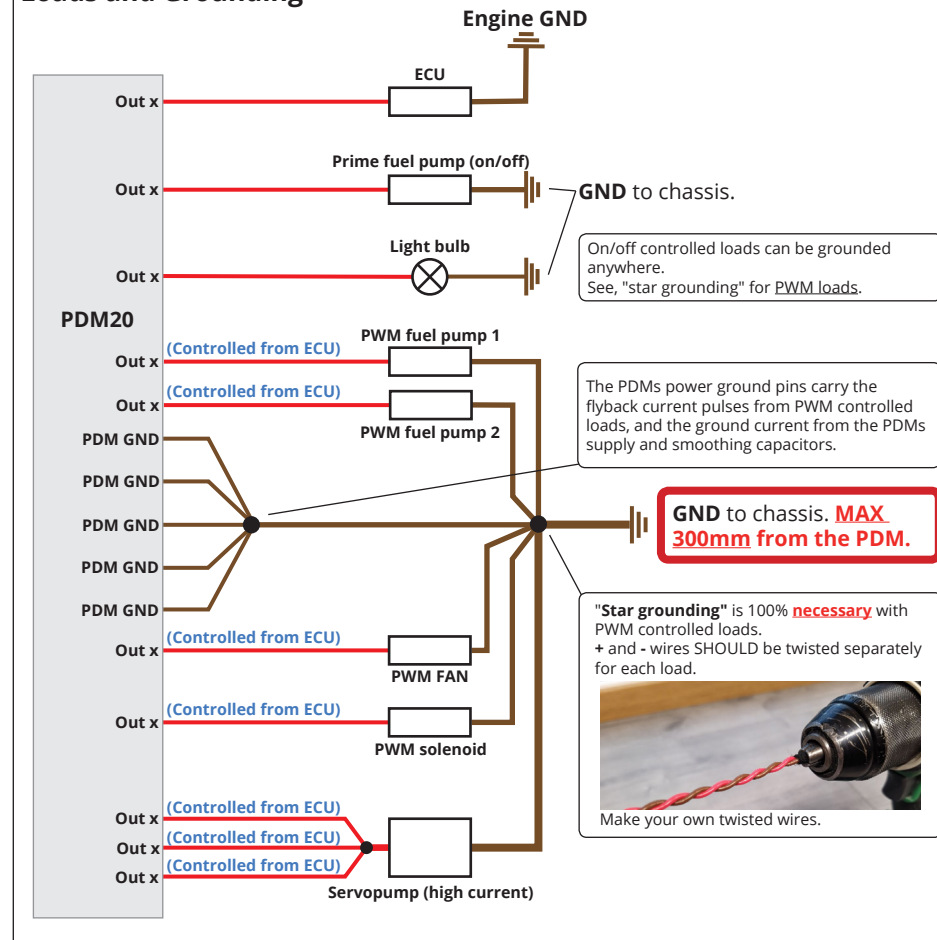 Loads and Grounding
Engine GND
ECU
Out x
Prime fuel pump (on/off)
Out x
GND to chassis.
Light bulb
Out x
On/off controlled loads can be grounded
anywhere.
See, "star grounding" for PWM loads.
PDM20
(Controlled from ECU)
PWM fuel pump 1
Out x
(Controlled from ECU)
Out x
PWM fuel pump 2
The PDMs power ground pins carry the
flyback current pulses from PWM controlled
loads, and the ground current from the PDMs
supply and smoothing capacitors.
PDM GND
PDM GND
PDM GND
PDM GND
PDM GND
GND to chassis. MAX
300mm from the PDM.
"Star grounding" is 100% necessary with
PWM controlled loads.
+ and - wires SHOULD be twisted separately
for each load.
Make your own twisted wires.
(Controlled from ECU)
Out x
PWM FAN
(Controlled from ECU)
Out x
PWM solenoid
(Controlled from ECU)
Out x
(Controlled from ECU)
Out x
(Controlled from ECU)
Out x
Servopump (high current)